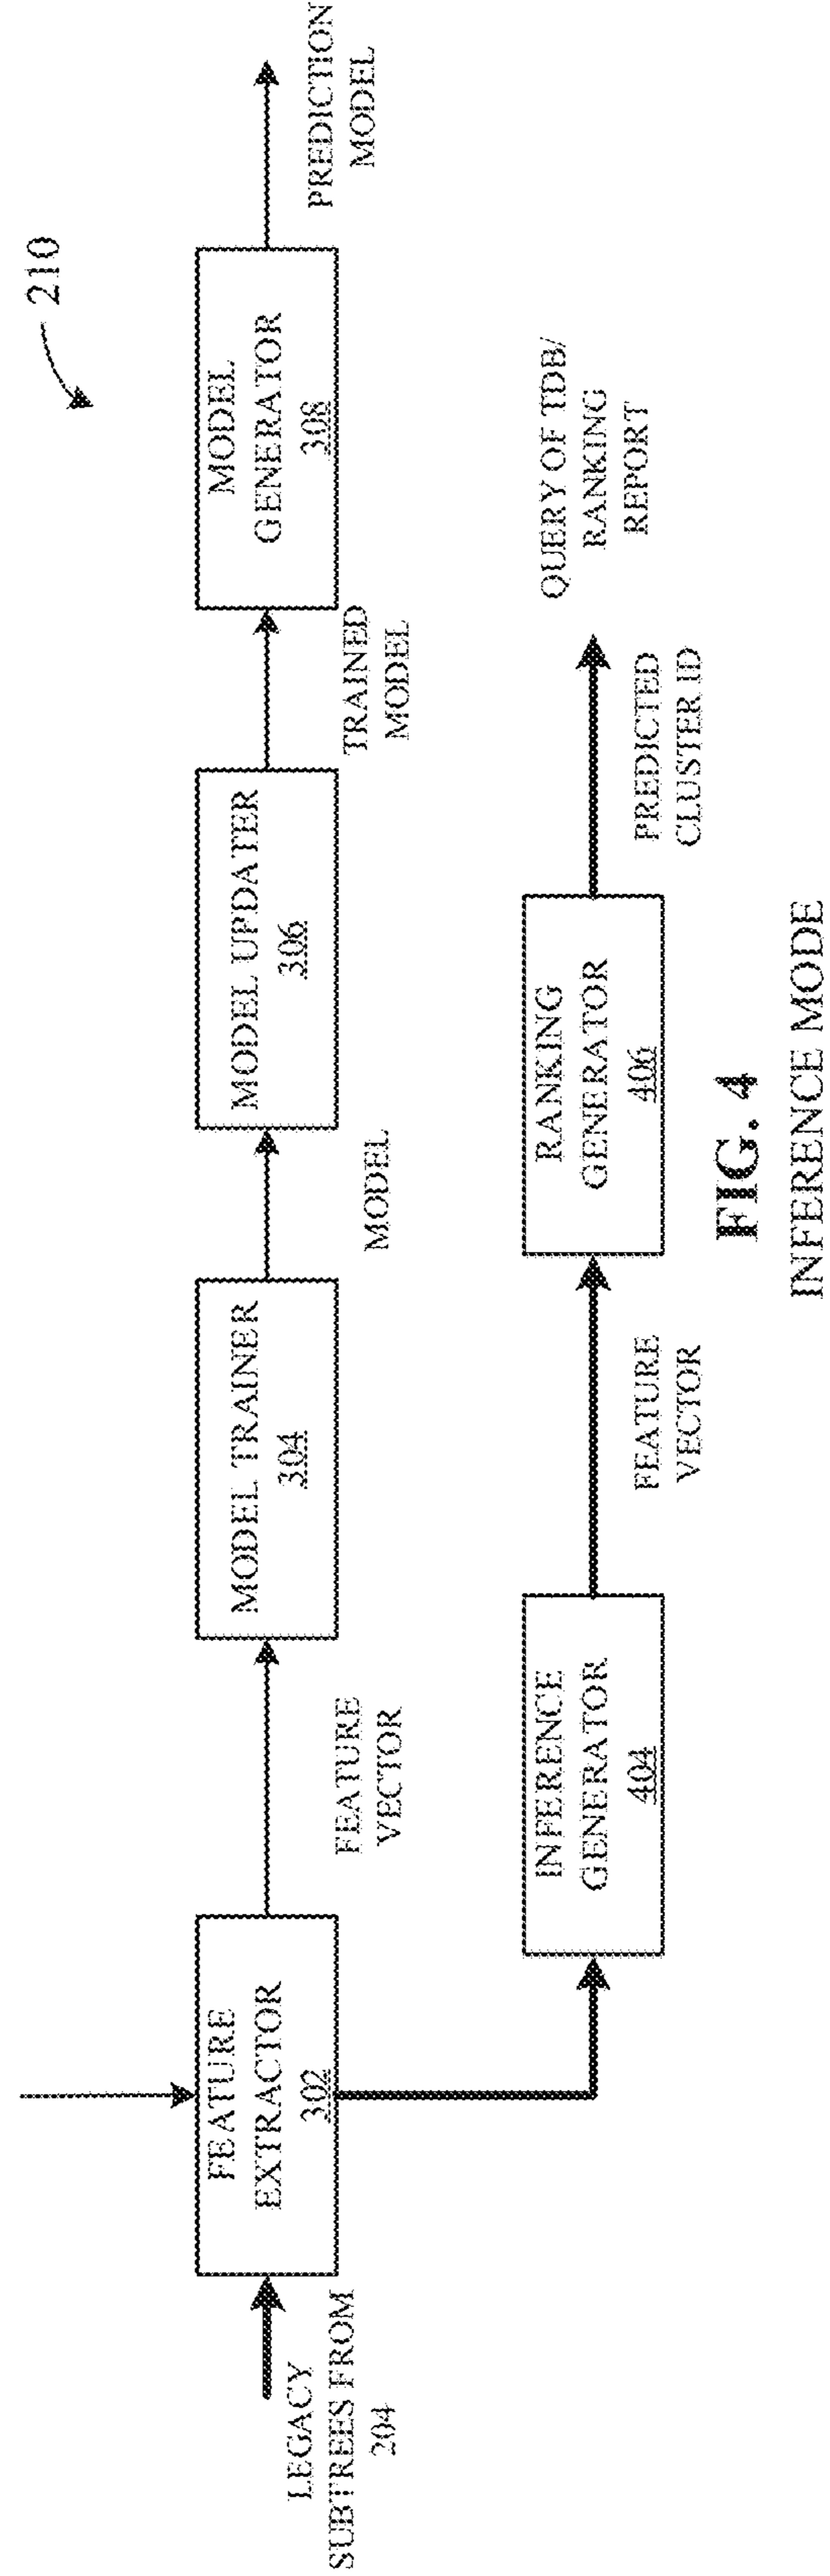 210
LEGACY
SUBTREES FROM
204
FEATURE
EXTRACTOR
302
FEATURE
VECTOR
MODEL TRAINER
304
MODEL
MODEL UPDATER
306
TRAINED
MODEL
MODEL
GENERATOR
308
PREDICTION
MODEL
INFERENCE
GENERATOR
404
FEATURE
VECTOR
RANKING
GENERATOR
406
PREDICTED
CLUSTER ID
QUERY OF TDB/
RANKING
REPORT
FIG. 4
INFERENCE MODE